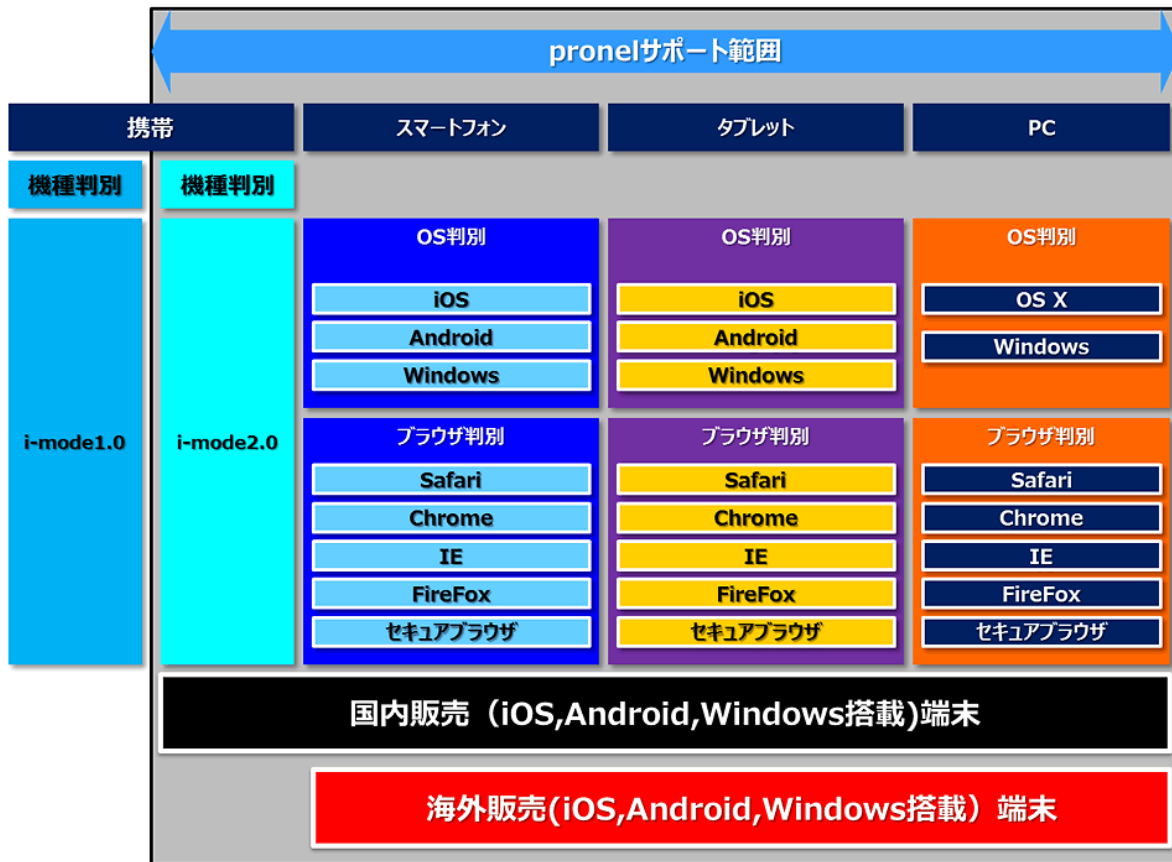 pronelサポート範囲
携帯
スマートフォン
タブレット
PC
機種判別
機種判別
i-mode1.0
i-mode2.0
OS判別
iOS
Android
Windows
ブラウザ判別
Safari
Chrome
IE
FireFox
セキュアブラウザ
OS判別
iOS
Android
Windows
ブラウザ判別
Safari
Chrome
IE
FireFox
セキュアブラウザ
OS判別
OS X
Windows
ブラウザ判別
Safari
Chrome
IE
FireFox
セキュアブラウザ
国内販売（iOS,Android,Windows搭載)端末
海外販売(iOS,Android,Windows搭載）端末